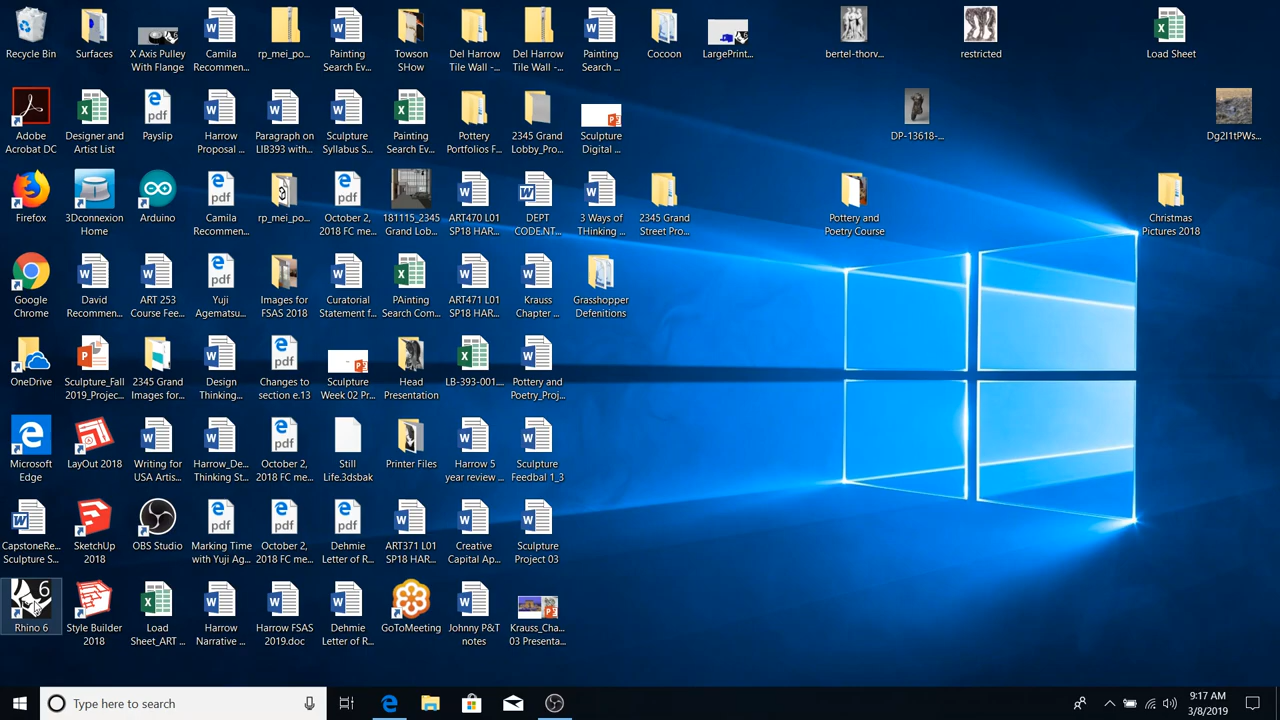 Recycle Bin
Surfaces
X Axis Pulley
With Flange
Camila
Recommen...
rp_mei_po...
Painting
Search Ev...
Towson
SHow
Del Harrow
Tile Wall -...
Del Harrow
Tile Wall -...
Painting
Search ...
Cocoon
LargePrint...
bertel-thorv...
restricted
Load Sheet
Adobe
Acrobat DC
Designer and
Artist List
pdf
Payslip
Harrow
Proposal ...
Paragraph on
LIB393 with...
Sculpture
Syllabus S...
Painting
Search Ev...
Pottery
Portfolios F...
2345 Grand
Lobby_Pro...
Sculpture
Digital ...
DP-13618-...
Dg2I1tPWs...
Firefox
3Dconnexion
Home
Arduino
pdf
Camila
Recommen...
rp_mei_po...
pdf
October 2,
2018 FC me...
181115_2345
Grand Lob...
ART470 L01
SP18 HAR...
DEPT
CODE.NT...
3 Ways of
THinking ...
2345 Grand
Street Pro...
Pottery and
Poetry Course
Christmas
Pictures 2018
Google
Chrome
David
Recommen...
ART 253
Course Fee...
pdf
Yuji
Agematsu...
Images for
FSAS 2018
Curatorial
Statement f...
PAinting
Search Com...
ART471 L01
SP18 HAR...
Krauss
Chapter ...
Grasshopper
Defenitions
OneDrive
Sculpture_Fall
2019_Projec...
2345 Grand
Images for...
Design
Thinking...
pdf
Changes to
section e.13
Sculpture
Week 02 Pr...
Head
Presentation
LB-393-001....
Pottery and
Poetry_Proj...
Microsoft
Edge
LayOut 2018
Writing for
USA Artis...
Harrow_De...
Thinking St...
pdf
October 2,
2018 FC me...
Still
Life.3dsbak
Printer Files
Harrow 5
year review ...
Sculpture
Feedbal 1_3
CapstoneRe...
Sculpture S...
SketchUp
2018
OBS Studio
pdf
Marking Time
with Yuji Ag...
pdf
October 2,
2018 FC me...
pdf
Dehmie
Letter of R...
ART371 L01
SP18 HAR...
Creative
Capital Ap...
Sculpture
Project 03
6
Rhino 6
Style Builder
2018
Load
Sheet_ART ...
Harrow
Narrative ...
Harrow FSAS
2019.doc
Dehmie
Letter of R...
GoToMeeting
Johnny P&T
notes
Krauss_Cha...
03 Presenta...
Type here to search
9:17 AM
3/8/2019